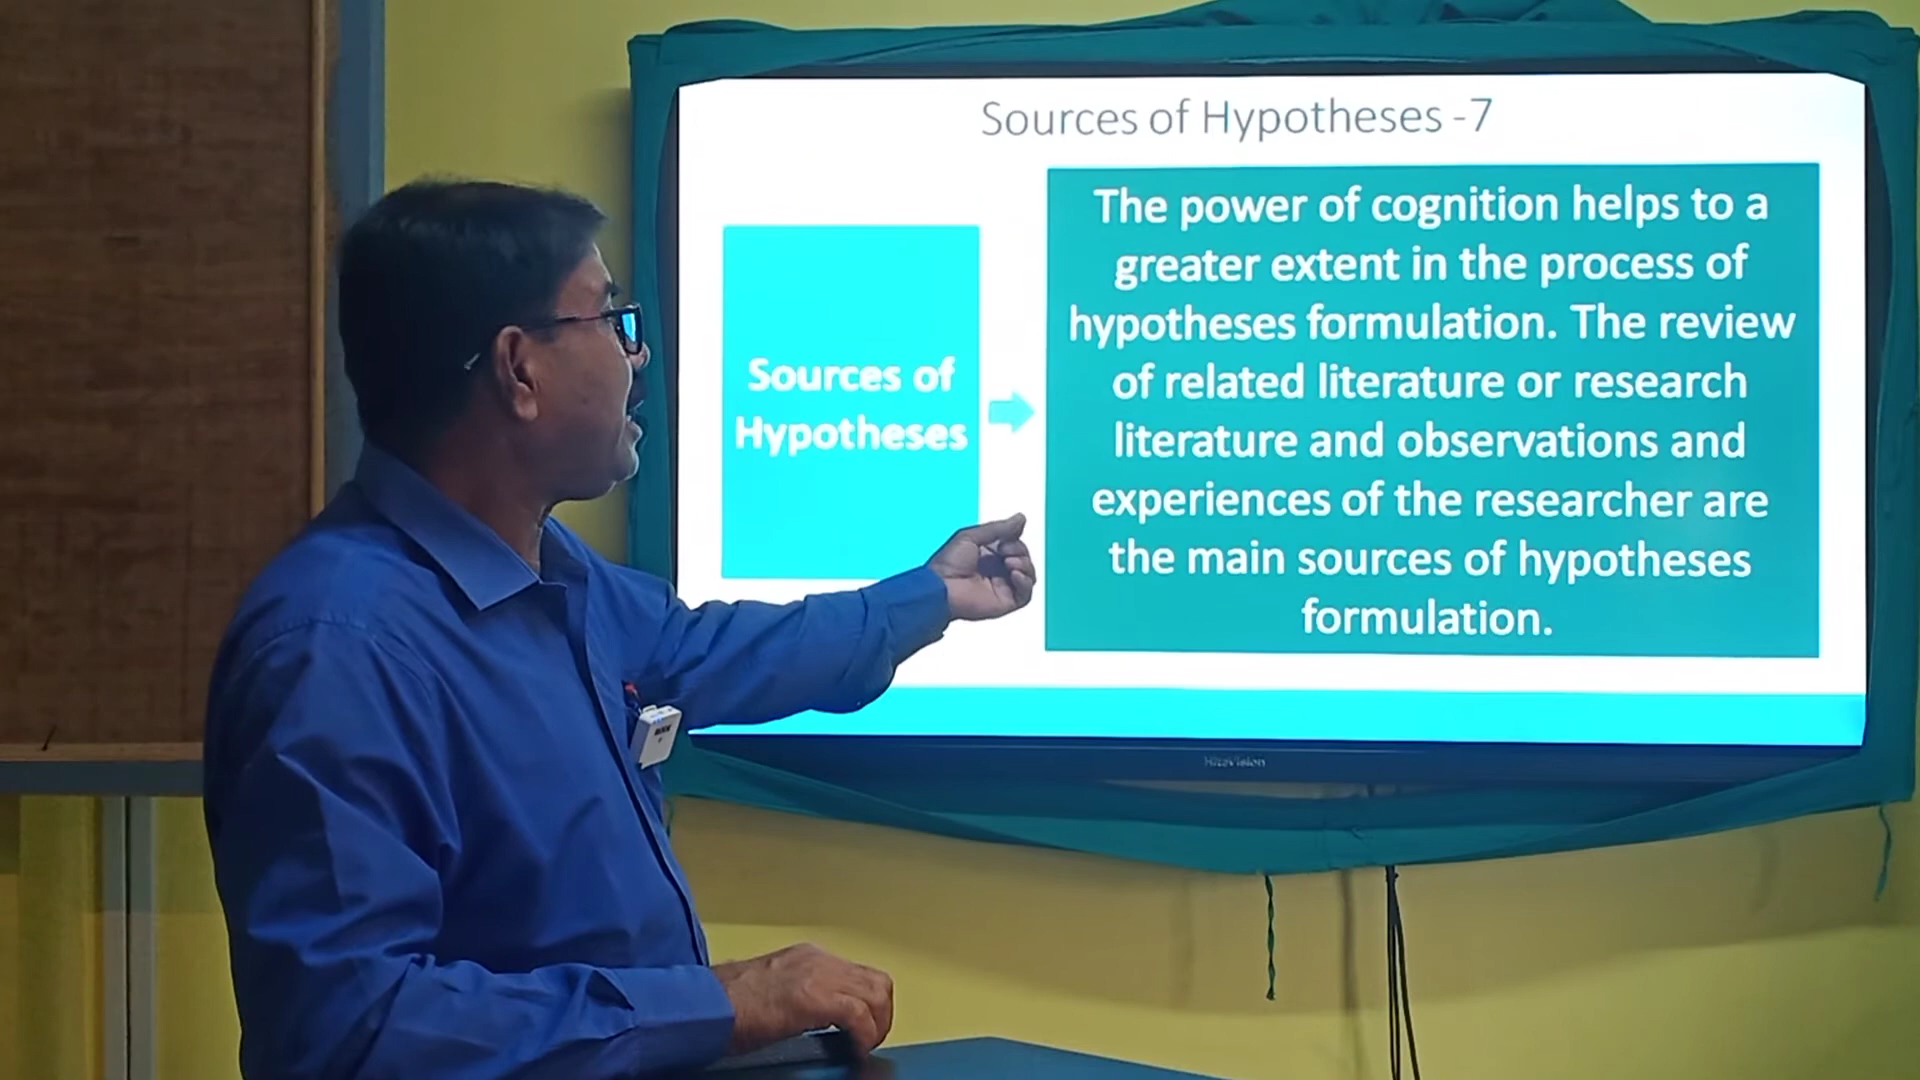 Sources of Hypotheses -7
Sources of
Hypotheses
The power of cognition helps to a
greater extent in the process of
hypotheses formulation. The review
of related literature or research
literature and observations and
experiences of the researcher are
the main sources of hypotheses
formulation.